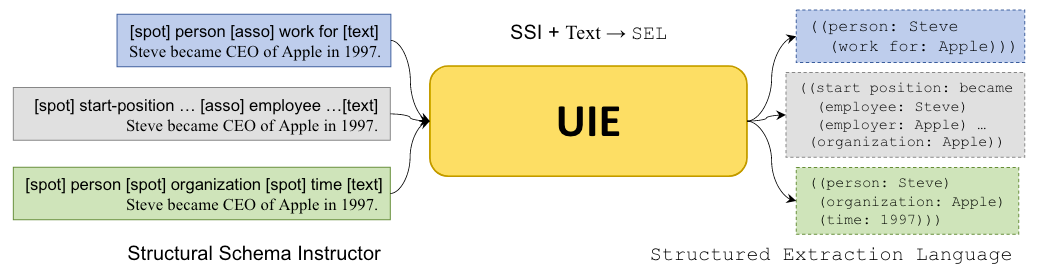 [spot] person [asso] work for [text]
Steve became CEO of Apple in 1997.
[spot] start-position … [asso] employee …[text]
Steve became CEO of Apple in 1997.
[spot] person [spot] organization [spot] time [text]
Steve became CEO of Apple in 1997.
Structural Schema Instructor
SSI + Text → SEL
UIE
((person: Steve
(work for: Apple)))
((start position: became
(employee: Steve)
(employer: Apple) …
(organization: Apple))
((person: Steve)
(organization: Apple)
(time: 1997)))
Structured Extraction Language